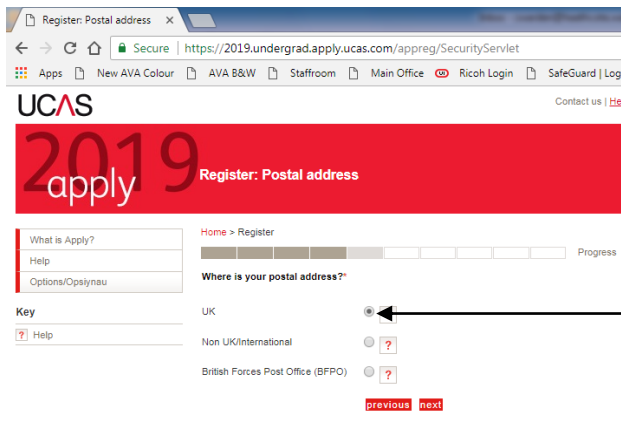 Register: Postal address ×
Secure | https://2019.undergrad.apply.ucas.com/appreg/SecurityServlet
Apps New AVA Colour AVA B&W Staffroom Main Office Ricoh Login SafeGuard | Log
UCAS
Contact us | He
2019
apply
Register: Postal address
Home > Register
Progress
What is Apply?
Help
Options/Opsiynau
Key
? Help
Where is your postal address?*
UK
Non UK/International ?
British Forces Post Office (BFPO) ?
previous next